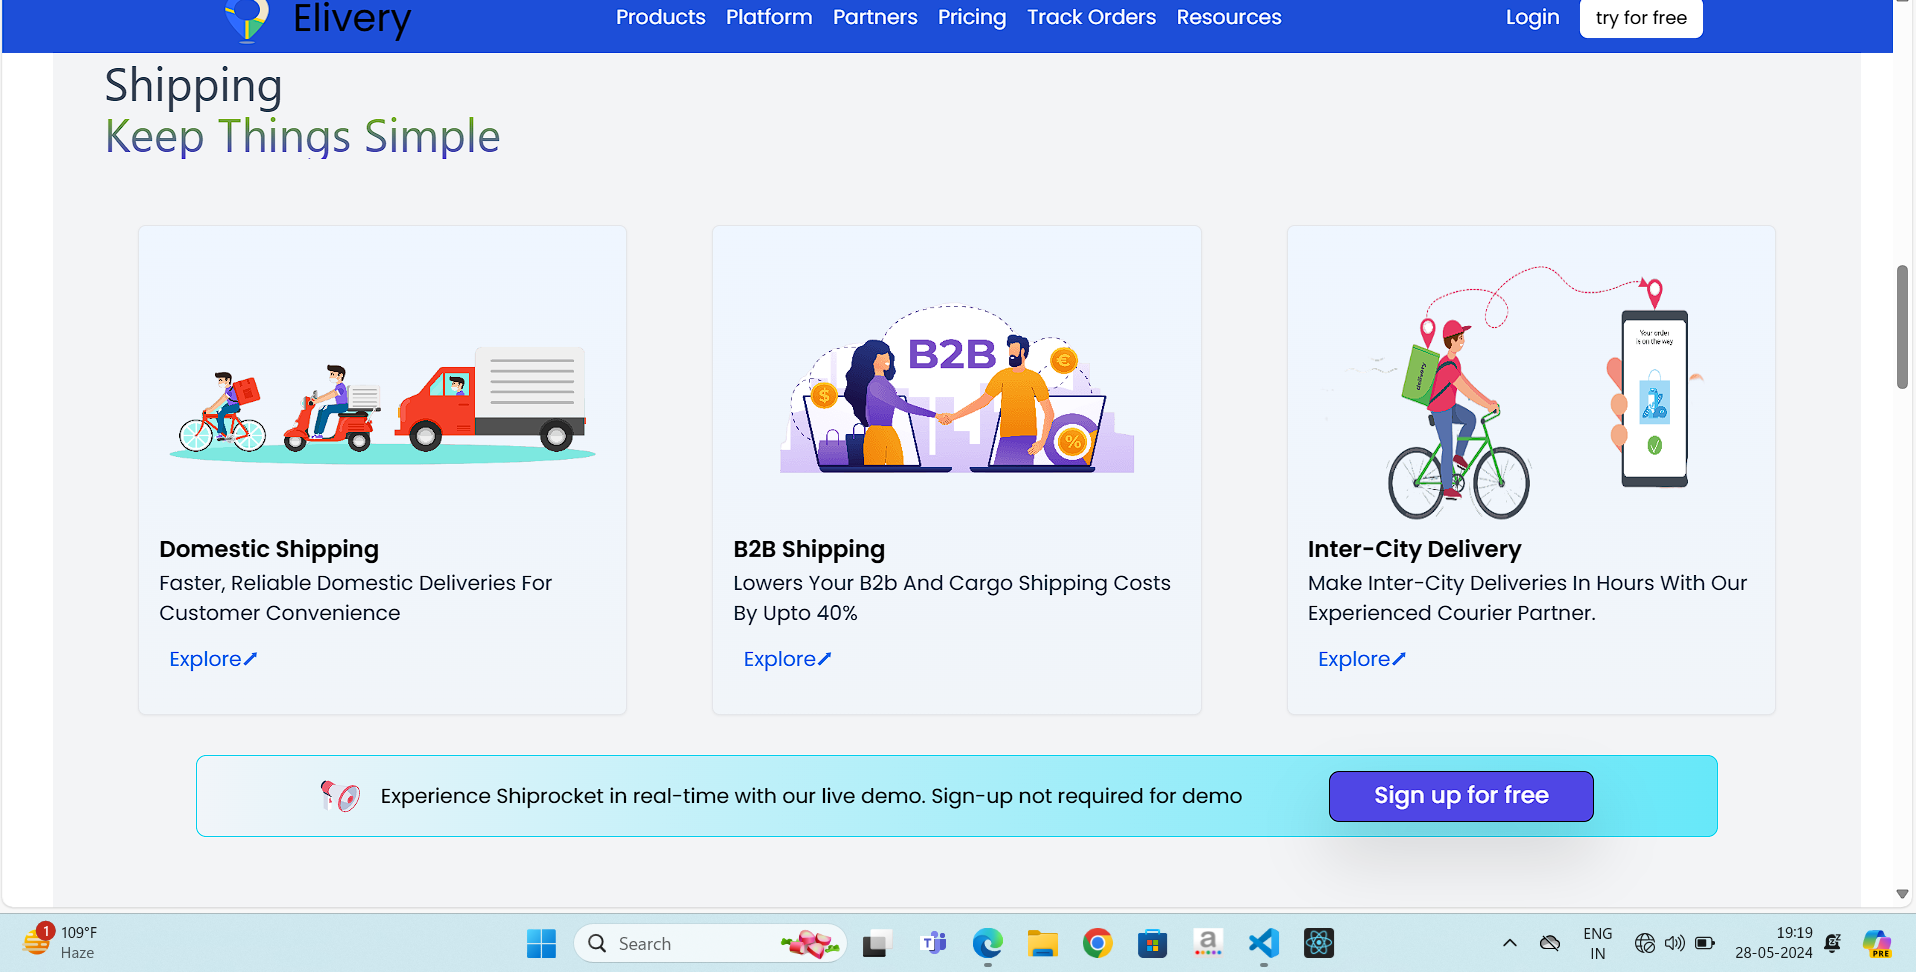 Elivery
Products Platform Partners Pricing Track Orders Resources
Login try for free
Shipping
Keep Things Simple
B2B
$
€
%
delivery
Your order
is on the way
Domestic Shipping
Faster, Reliable Domestic Deliveries For
Customer Convenience
Explore
B2B Shipping
Lowers Your B2b And Cargo Shipping Costs
By Upto 40%
Explore
Inter-City Delivery
Make Inter-City Deliveries In Hours With Our
Experienced Courier Partner.
Explore
Experience Shiprocket in real-time with our live demo. Sign-up not required for demo
Sign up for free
1
109°F
Haze
Search
T
a
ENG
IN
19:19
28-05-2024
PRE